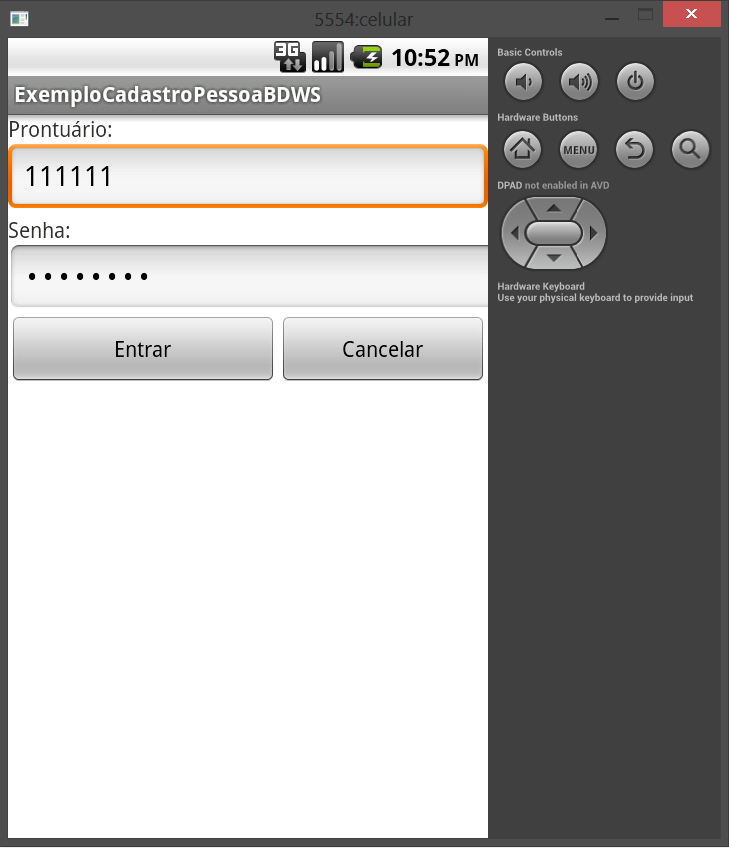 5554:celular
3G 10:52 PM
ExemploCadastroPessoaBDWS
Prontuário:
111111
Senha:
••••••••
Entrar Cancelar
Basic Controls
Hardware Buttons
MENU
DPAD not enabled in AVD
Hardware Keyboard
Use your physical keyboard to provide input